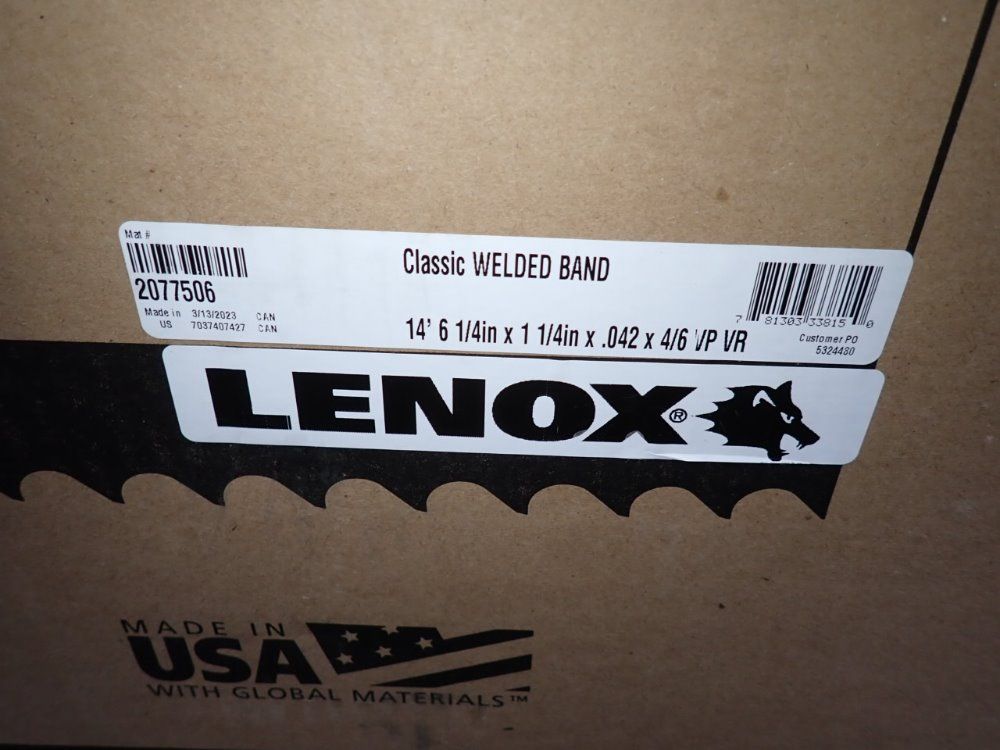 Mat #
2077506
Made in 3/13/2023 CAN
US 7037407427 CAN
Classic WELDED BAND
14' 6 1/4in x 1 1/4in x .042 x 4/6 VP VR
7 81303 33815 0
Customer PO
5324480
LENOX®
MADE IN
USA
WITH GLOBAL MATERIALS™